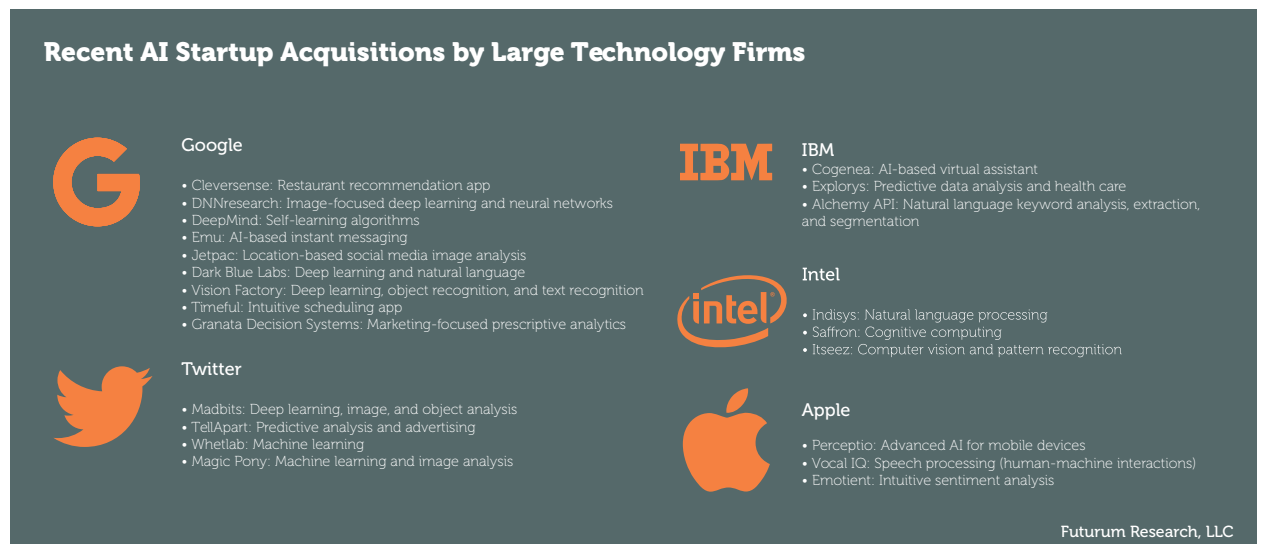 Recent AI Startup Acquisitions by Large Technology Firms
Google
• Cleversense: Restaurant recommendation app
• DNNresearch: Image-focused deep learning and neural networks
• DeepMind: Self-learning algorithms
• Emu: AI-based instant messaging
• Jetpac: Location-based social media image analysis
• Dark Blue Labs: Deep learning and natural language
• Vision Factory: Deep learning, object recognition, and text recognition
• Timeful: Intuitive scheduling app
• Granata Decision Systems: Marketing-focused prescriptive analytics
Twitter
• Madbits: Deep learning, image, and object analysis
• TellApart: Predictive analysis and advertising
• Whetlab: Machine learning
• Magic Pony: Machine learning and image analysis
IBM
IBM
• Cogenea: AI-based virtual assistant
• Explorys: Predictive data analysis and health care
• Alchemy API: Natural language keyword analysis, extraction,
and segmentation
intel®
Intel
• Indisys: Natural language processing
• Saffron: Cognitive computing
• Itseez: Computer vision and pattern recognition
Apple
• Perceptio: Advanced AI for mobile devices
• Vocal IQ: Speech processing (human-machine interactions)
• Emotient: Intuitive sentiment analysis
Futurum Research, LLC